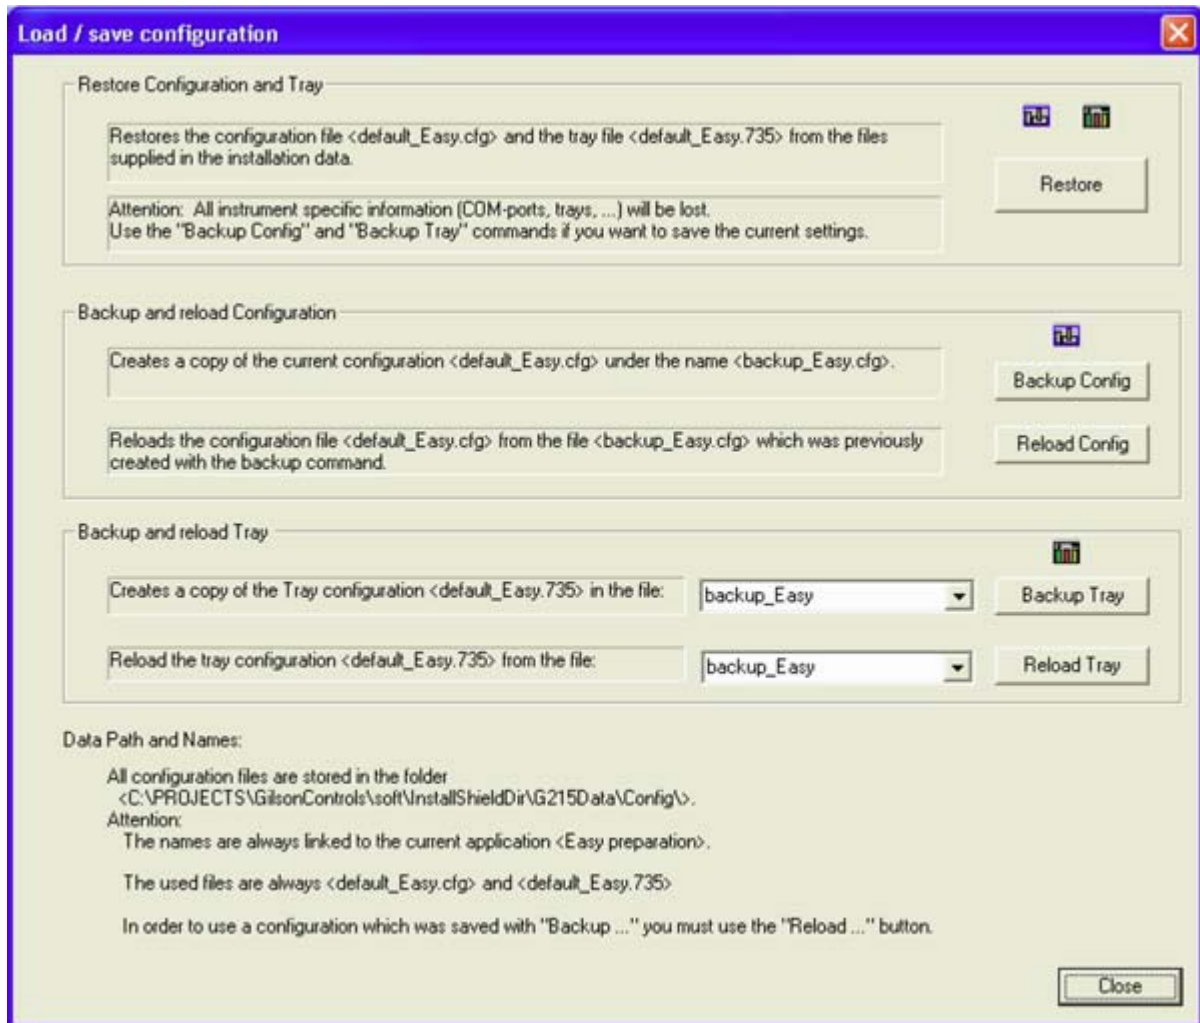 Load / save configuration
Restore Configuration and Tray
Restores the configuration file <default_Easy.cfg> and the tray file <default_Easy.735> from the files
supplied in the installation data.
Restore
Attention: All instrument specific information (COM-ports, trays, ...) will be lost.
Use the "Backup Config" and "Backup Tray" commands if you want to save the current settings.
Backup and reload Configuration
Creates a copy of the current configuration <default_Easy.cfg> under the name <backup_Easy.cfg>.
Backup Config
Reloads the configuration file <default_Easy.cfg> from the file <backup_Easy.cfg> which was previously
created with the backup command.
Reload Config
Backup and reload Tray
Creates a copy of the Tray configuration <default_Easy.735> in the file:
backup_Easy
Backup Tray
Reload the tray configuration <default_Easy.735> from the file:
backup_Easy
Reload Tray
Data Path and Names:
All configuration files are stored in the folder
<C:\PROJECTS\GilsonControls\soft\InstallShieldDir\G215Data\Config\>.
Attention:
The names are always linked to the current application <Easy preparation>.
The used files are always <default_Easy.cfg> and <default_Easy.735>
In order to use a configuration which was saved with "Backup ..." you must use the "Reload ..." button.
Close